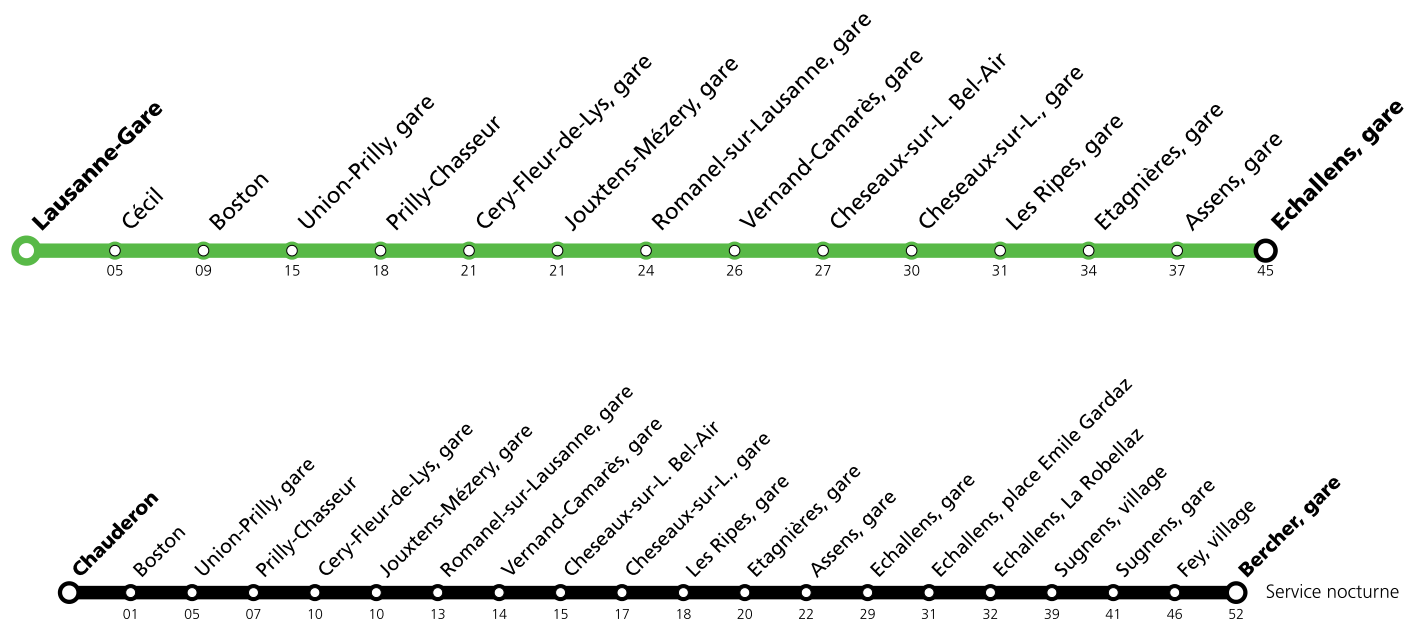 Lausanne-Gare
Cécil
Boston
Union-Prilly, gare
Prilly-Chasseur
Cery-Fleur-de-Lys, gare
Jouxtens-Mézery, gare
Romanel-sur-Lausanne, gare
Vernand-Camarès, gare
Cheseaux-sur-L. Bel-Air
Cheseaux-sur-L., gare
Les Ripes, gare
Etagnières, gare
Assens, gare
Echallens, gare
05 09 15 18 21 21 24 26 27 30 31 34 37 45
Chauderon
Boston
Union-Prilly, gare
Prilly-Chasseur
Cery-Fleur-de-Lys, gare
Jouxtens-Mézery, gare
Romanel-sur-Lausanne, gare
Vernand-Camarès, gare
Cheseaux-sur-L. Bel-Air
Cheseaux-sur-L., gare
Les Ripes, gare
Etagnières, gare
Assens, gare
Echallens, gare
Echallens, place Emile Gardaz
Echallens, La Robellaz
Sugnens, village
Sugnens, gare
Fey, village
Bercher, gare
Service nocturne
01 05 07 10 10 13 14 15 17 18 20 22 29 31 32 39 41 46 52